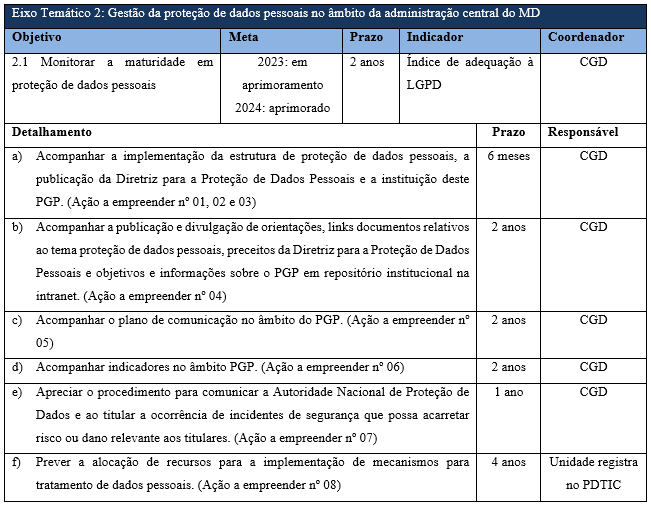 Eixo Temático 2: Gestão da proteção de dados pessoais no âmbito da administração central do MD
Objetivo Meta Prazo Indicador Coordenador
2.1 Monitorar a maturidade em proteção de dados pessoais
2023: em aprimoramento
2024: aprimorado
2 anos
Índice de adequação à LGPD
CGD
Detalhamento Prazo Responsável
a) Acompanhar a implementação da estrutura de proteção de dados pessoais, a
publicação da Diretriz para a Proteção de Dados Pessoais e a instituição deste
PGP. (Ação a empreender nº 01, 02 e 03)
6 meses
CGD
b) Acompanhar a publicação e divulgação de orientações, links documentos relativos
ao tema proteção de dados pessoais, preceitos da Diretriz para a Proteção de Dados
Pessoais e objetivos e informações sobre o PGP em repositório institucional na
intranet. (Ação a empreender nº 04)
2 anos
CGD
c) Acompanhar o plano de comunicação no âmbito do PGP. (Ação a empreender nº
05)
2 anos
CGD
d) Acompanhar indicadores no âmbito PGP. (Ação a empreender nº 06)
2 anos
CGD
e) Apreciar o procedimento para comunicar a Autoridade Nacional de Proteção de
Dados e ao titular a ocorrência de incidentes de segurança que possa acarretar
risco ou dano relevante aos titulares. (Ação a empreender nº 07)
1 ano
CGD
f) Prever a alocação de recursos para a implementação de mecanismos para
tratamento de dados pessoais. (Ação a empreender nº 08)
4 anos
Unidade registra
no PDTIC